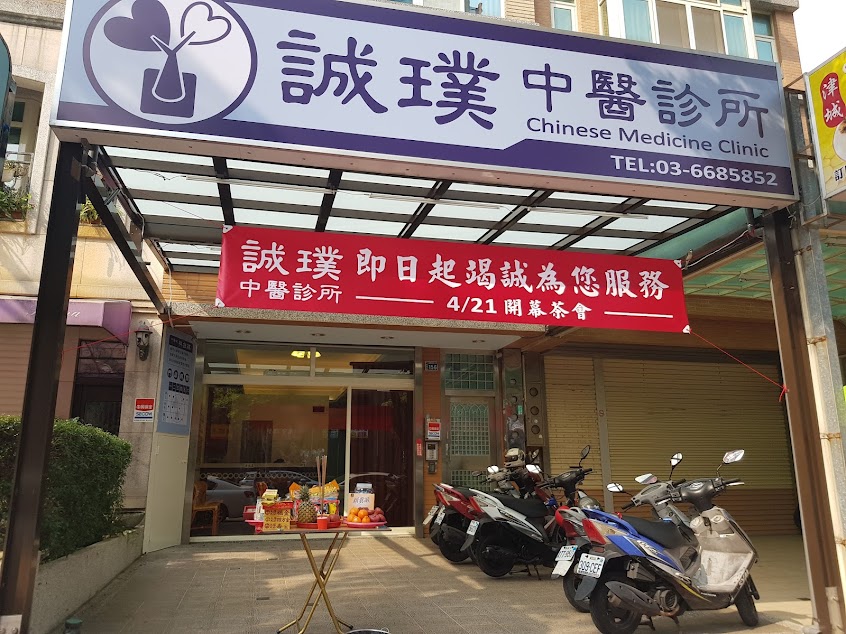 誠璞 中醫診所
Chinese Medicine Clinic
TEL:03-6685852
津城
誠璞
中醫診所
即日起竭誠為您服務
4/21 開幕茶會